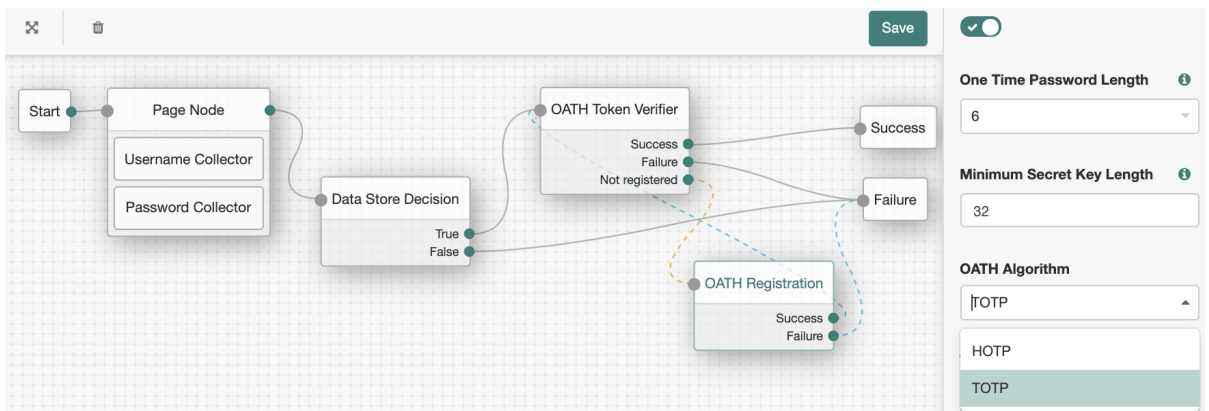 Save
Start
Page Node
Username Collector
Password Collector
Data Store Decision
True
False
OATH Token Verifier
Success
Failure
Not registered
OATH Registration
Success
Failure
Success
Failure
One Time Password Length
6
Minimum Secret Key Length
32
OATH Algorithm
TOTP
HOTP
TOTP